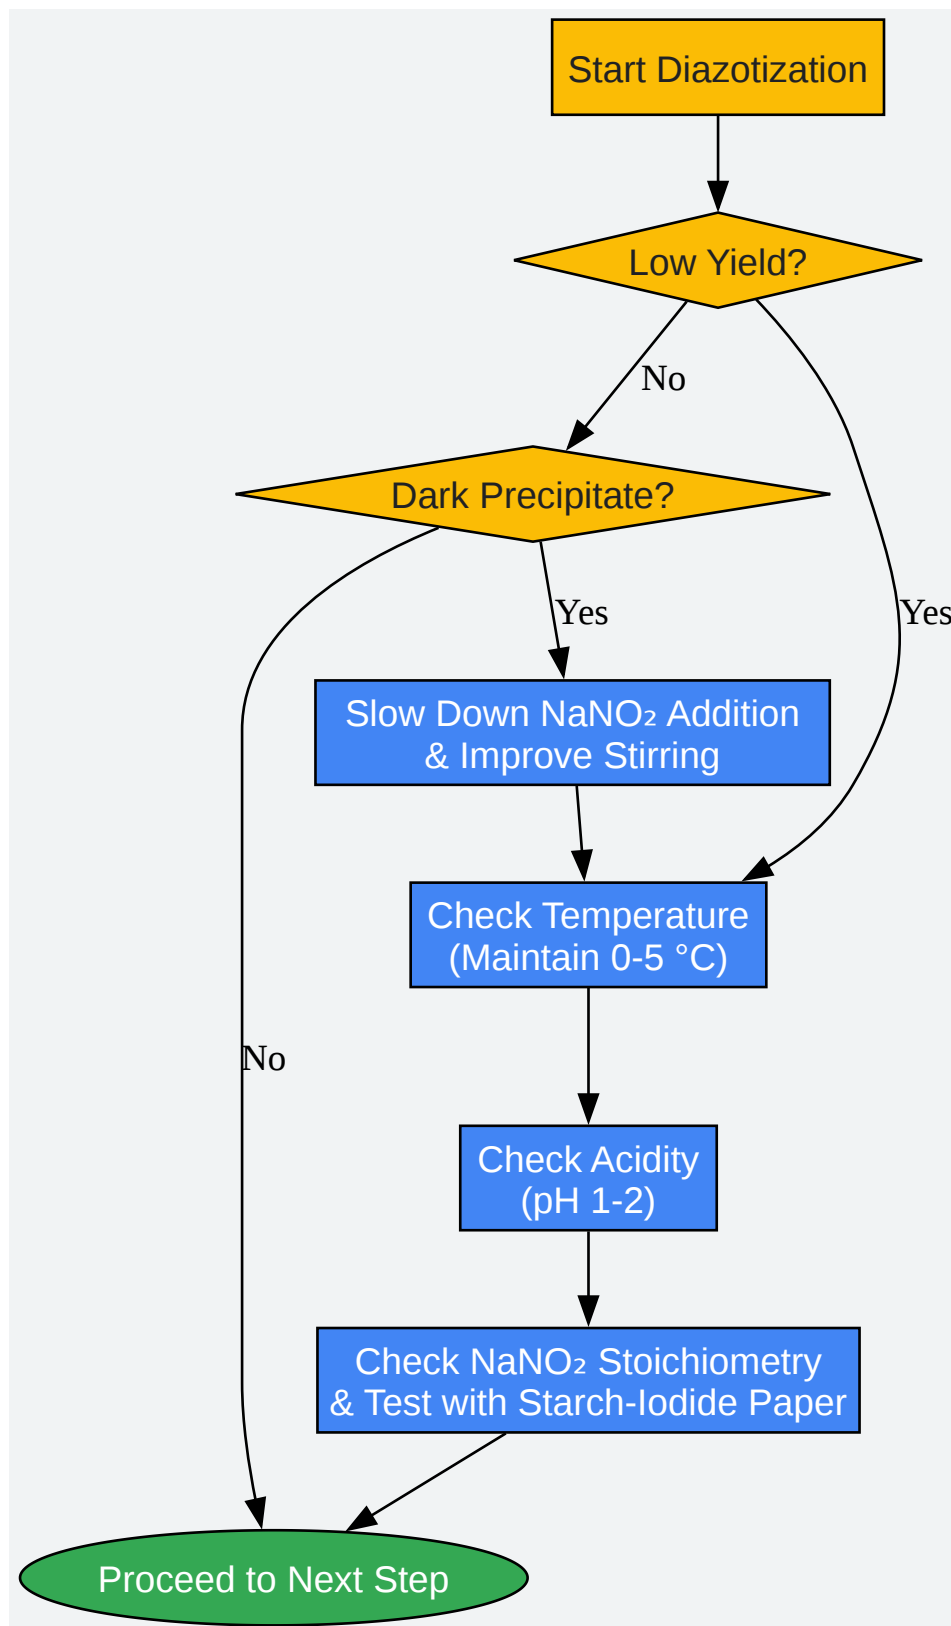 Start Diazotization
Low Yield?
No
Dark Precipitate?
Yes
Yes
Slow Down NaNO₂ Addition
& Improve Stirring
Check Temperature
(Maintain 0-5 °C)
No
Check Acidity
(pH 1-2)
Check NaNO₂ Stoichiometry
& Test with Starch-Iodide Paper
Proceed to Next Step